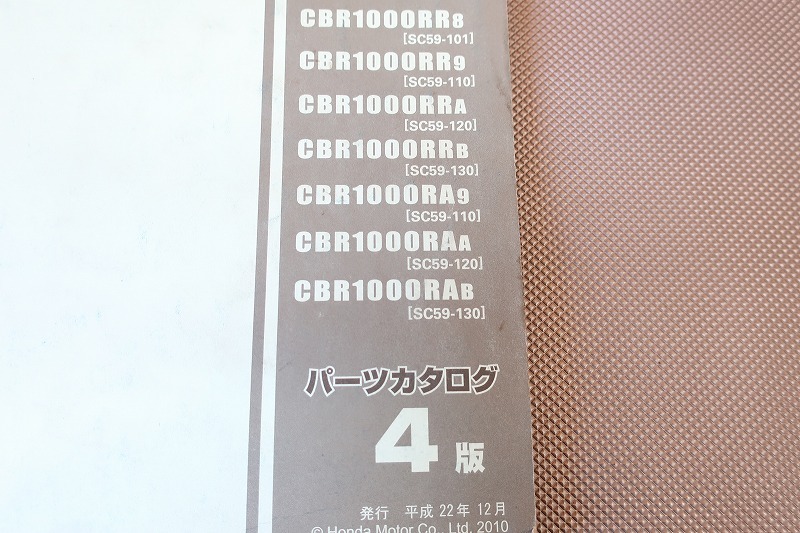 CBR1000RR8
[SC59-101]
CBR1000RR9
[SC59-110]
CBR1000RRA
[SC59-120]
CBR1000RRB
[SC59-130]
CBR1000RA9
[SC59-110]
CBR1000RAA
[SC59-120]
CBR1000RAB
[SC59-130]
パーツカタログ
4版
発行 平成 22年 12月
© Honda Motor Co., Ltd. 2010